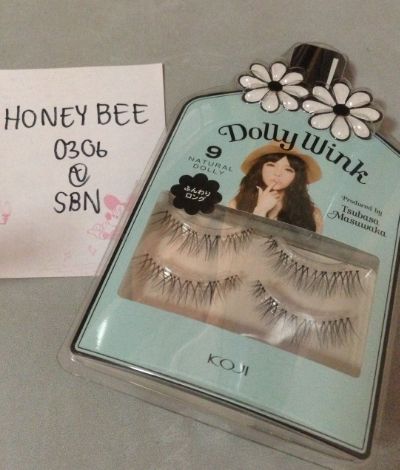 HONEY BEE
0306
@
SBN
Dolly Wink
9
NATURAL
DOLLY
ふんわり
ロング
Produced by
Tsubasa
Masuwaka
KOJI